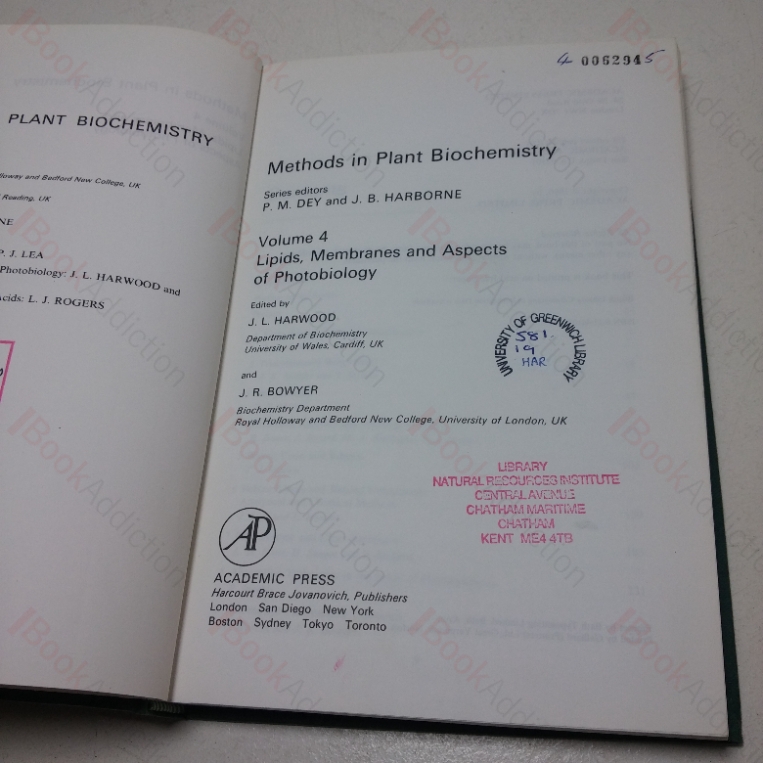 PLANT BIOCHEMISTRY
and Bedford New College, UK
Reading, UK
NE
P. J. LEA
Photobiology: J. L. HARWOOD and
L. J. ROGERS
4 0062945
Methods in Plant Biochemistry
Series editors
P. M. DEY and J. B. HARBORNE
Volume 4
Lipids, Membranes and Aspects
of Photobiology
Edited by
J. L. HARWOOD
Department of Biochemistry
University of Wales, Cardiff, UK
and
J. R. BOWYER
Biochemistry Department
Royal Holloway and Bedford New College, University of London, UK
UNIVERSITY OF GREENWICH LIBRARY
581.
19
HAR
LIBRARY
NATURAL RESOURCES INSTITUTE
CENTRAL AVENUE
CHATHAM MARITIME
CHATHAM
KENT ME4 4TB
AP
ACADEMIC PRESS
Harcourt Brace Jovanovich, Publishers
London San Diego New York
Boston Sydney Tokyo Toronto
BookAddiction